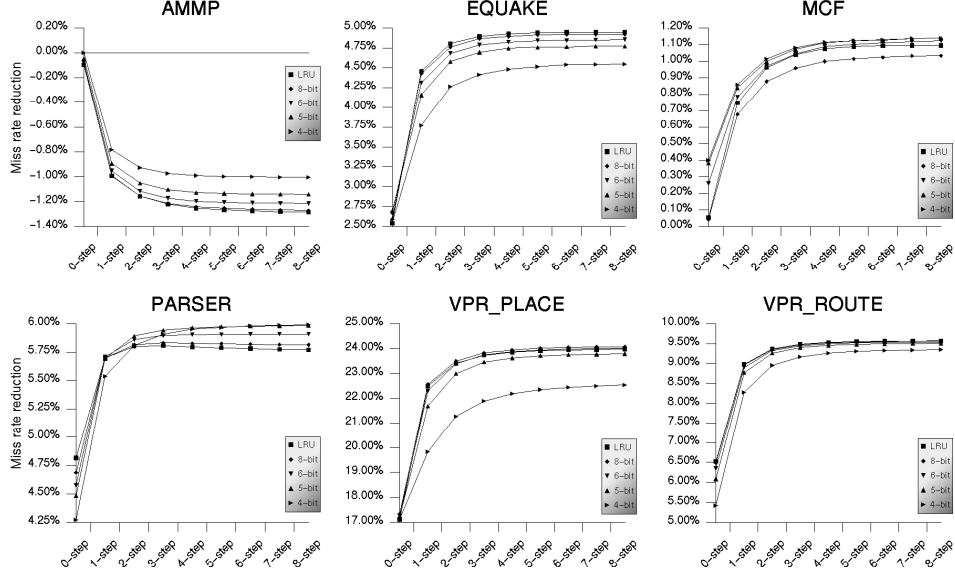 AMMP
Miss rate reduction
0.20%
0.00%
−0.20%
−0.40%
−0.60%
−0.80%
−1.00%
−1.20%
−1.40%
0−step
1−step
2−step
3−step
4−step
5−step
6−step
7−step
8−step
LRU
8−bit
6−bit
5−bit
4−bit
EQUAKE
5.00%
4.75%
4.50%
4.25%
4.00%
3.75%
3.50%
3.25%
3.00%
2.75%
2.50%
0−step
1−step
2−step
3−step
4−step
5−step
6−step
7−step
8−step
LRU
8−bit
6−bit
5−bit
4−bit
MCF
1.20%
1.10%
1.00%
0.90%
0.80%
0.70%
0.60%
0.50%
0.40%
0.30%
0.20%
0.10%
0.00%
0−step
1−step
2−step
3−step
4−step
5−step
6−step
7−step
8−step
LRU
8−bit
6−bit
5−bit
4−bit
PARSER
Miss rate reduction
6.00%
5.75%
5.50%
5.25%
5.00%
4.75%
4.50%
4.25%
0−step
1−step
2−step
3−step
4−step
5−step
6−step
7−step
8−step
LRU
8−bit
6−bit
5−bit
4−bit
VPR_PLACE
25.00%
24.00%
23.00%
22.00%
21.00%
20.00%
19.00%
18.00%
17.00%
0−step
1−step
2−step
3−step
4−step
5−step
6−step
7−step
8−step
LRU
8−bit
6−bit
5−bit
4−bit
VPR_ROUTE
10.00%
9.50%
9.00%
8.50%
8.00%
7.50%
7.00%
6.50%
6.00%
5.50%
5.00%
0−step
1−step
2−step
3−step
4−step
5−step
6−step
7−step
8−step
LRU
8−bit
6−bit
5−bit
4−bit